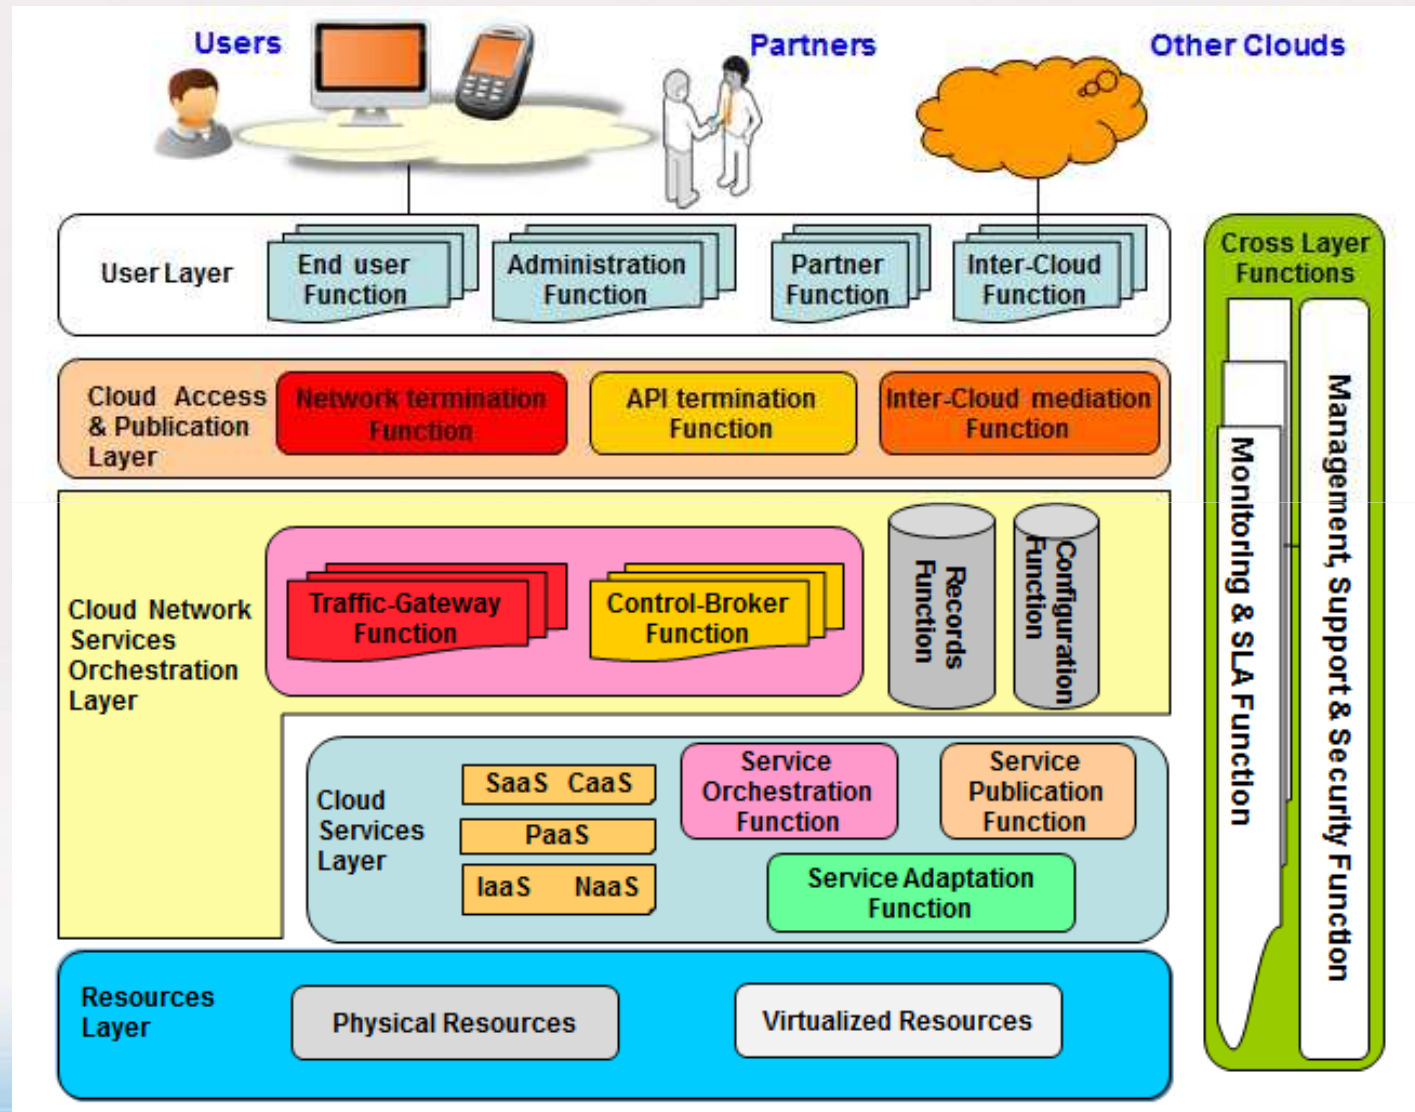 Users
Partners
Other Clouds
User Layer
End user
Function
Administration
Function
Partner
Function
Inter-Cloud
Function
Cross Layer
Functions
Cloud Access
& Publication
Layer
Network termination
Function
API termination
Function
Inter-Cloud mediation
Function
Cloud Network
Services
Orchestration
Layer
Traffic-Gateway
Function
Control-Broker
Function
Records
Function
Configuration
Function
Monitoring & SLA Function
Management, Support & Security Function
Cloud
Services
Layer
SaaS CaaS
PaaS
IaaS NaaS
Service
Orchestration
Function
Service
Publication
Function
Service Adaptation
Function
Resources
Layer
Physical Resources
Virtualized Resources